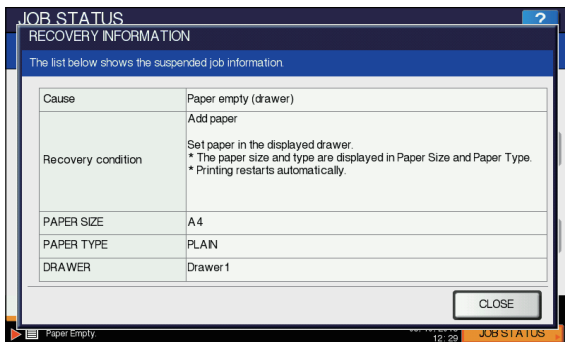 JOB STATUS
?
RECOVERY INFORMATION
The list below shows the suspended job information.
Cause
Paper empty (drawer)
Recovery condition
Add paper
Set paper in the displayed drawer.
* The paper size and type are displayed in Paper Size and Paper Type.
* Printing restarts automatically.
PAPER SIZE
A4
PAPER TYPE
PLAIN
DRAWER
Drawer1
CLOSE
Paper Empty.
12:29
JOB STATUS